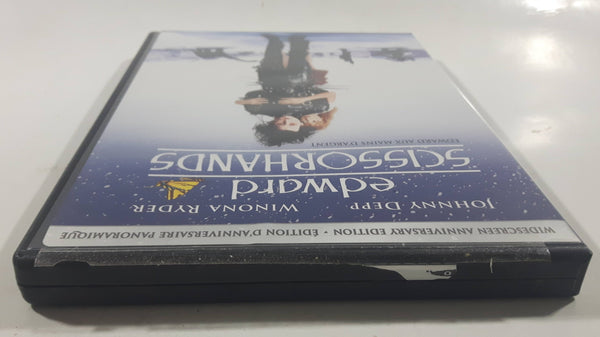 WIDESCREEN ANNIVERSARY EDITION • ÉDITION D'ANNIVERSAIRE PANORAMIQUE
JOHNNY DEPP WINONA RYDER
edward
SCISSORHANDS
EDWARD AUX MAINS D'ARGENT